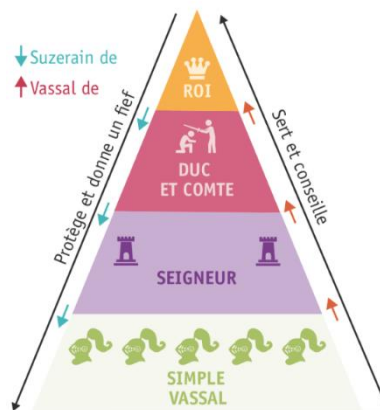 Suzerain de
Vassal de
Protège et donne un fief
Sert et conseille
ROI
DUC
ET COMTE
SEIGNEUR
SIMPLE
VASSAL